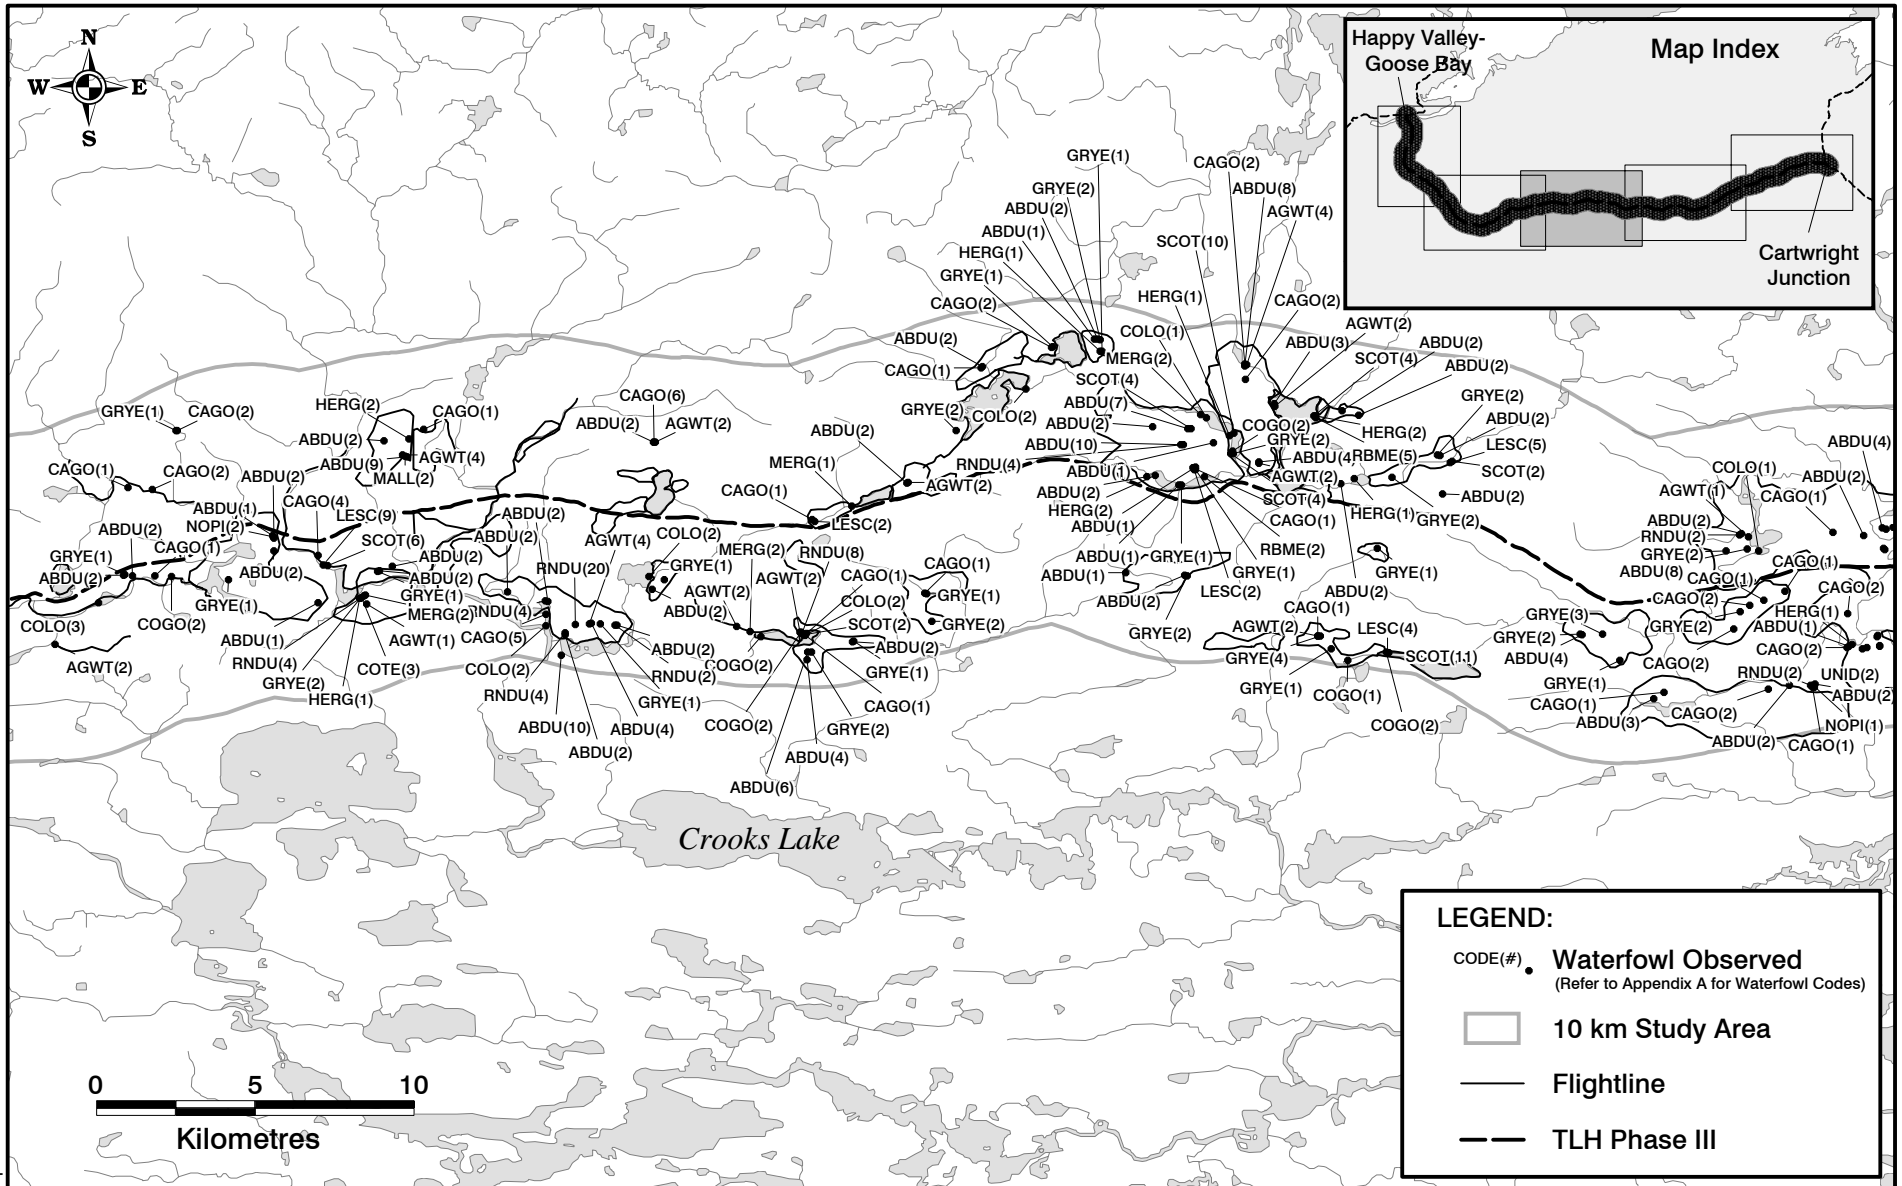 N
W E
S
Map Index
Happy Valley-
Goose Bay
Cartwright
Junction
GRYE(1)
CAGO(2)
GRYE(2)
ABDU(8)
ABDU(2)
AGWT(4)
ABDU(1)
SCOT(10)
HERG(1)
GRYE(1)
HERG(1)
CAGO(2)
CAGO(2)
COLO(1)
AGWT(2)
ABDU(2)
ABDU(3)
ABDU(2)
MERG(2)
SCOT(4)
ABDU(2)
CAGO(1)
SCOT(4)
GRYE(2)
CAGO(6)
ABDU(7)
GRYE(1)
CAGO(2)
HERG(2)
CAGO(1)
GRYE(2)
COLO(2)
ABDU(2)
ABDU(2)
AGWT(2)
ABDU(2)
COGO(2)
HERG(2)
LESC(5)
ABDU(2)
ABDU(2)
ABDU(10)
GRYE(2)
ABDU(4)
ABDU(9)
AGWT(4)
MERG(1)
RNDU(4)
ABDU(4
RBME(5)
SCOT(2)
CAGO(1)
CAGO(2)
ABDU(2)
MALL(2)
ABDU(1)
AGWT(2)
COLO(1)
ABDU(2)
CAGO(1)
AGWT(2)
ABDU(2)
SCOT(4)
ABDU(2)
AGWT(1)
CAGO(1)
ABDU(1)
CAGO(4)
HERG(2)
HERG(1)
NOPI(2)
LESC(9)
ABDU(2)
LESC(2)
ABDU(1)
CAGO(1)
GRYE(2)
ABDU(2)
ABDU(2)
SCOT(6)
ABDU(2)
AGWT(4)
COLO(2)
RNDU(2)
GRYE(1)
CAGO(1)
ABDU(2)
MERG(2)
RNDU(8)
ABDU(1)
GRYE(1)
RBME(2)
GRYE(2)
ABDU(2)
ABDU(2)
ABDU(2)
RNDU(20)
GRYE(1)
AGWT(2)
CAGO(1)
CAGO(1)
ABDU(1)
GRYE(1)
GRYE(1)
ABDU(8)
CAGO(1)
CAGO(1)
GRYE(1)
GRYE(1)
AGWT(2)
COLO(2)
GRYE(1)
ABDU(2)
LESC(2)
ABDU(2)
CAGO(2)
CAGO(2)
COLO(3)
COGO(2)
MERG(2)
ABDU(2)
SCOT(2)
GRYE(2)
GRYE(2)
CAGO(1)
AGWT(2)
LESC(4)
GRYE(3)
GRYE(2)
HERG(1)
ABDU(1)
ABDU(1)
AGWT(1)
CAGO(5)
ABDU(2)
COGO(2)
ABDU(2)
GRYE(4)
SCOT(11)
GRYE(2)
ABDU(4)
CAGO(2)
CAGO(2)
AGWT(2)
RNDU(4)
COTE(3)
COLO(2)
RNDU(2)
GRYE(1)
GRYE(1)
COGO(1)
GRYE(1)
RNDU(2)
UNID(2)
GRYE(2)
RNDU(4)
GRYE(1)
CAGO(1)
CAGO(1)
CAGO(2)
ABDU(2)
HERG(1)
ABDU(10)
ABDU(4)
COGO(2)
GRYE(2)
COGO(2)
ABDU(3)
NOPI(1)
ABDU(2)
ABDU(4)
ABDU(2)
CAGO(1)
ABDU(6)
Crooks Lake
0 5 10
Kilometres
LEGEND:
CODE(#) Waterfowl Observed
(Refer to Appendix A for Waterfowl Codes)
10 km Study Area
Flightline
TLH Phase III